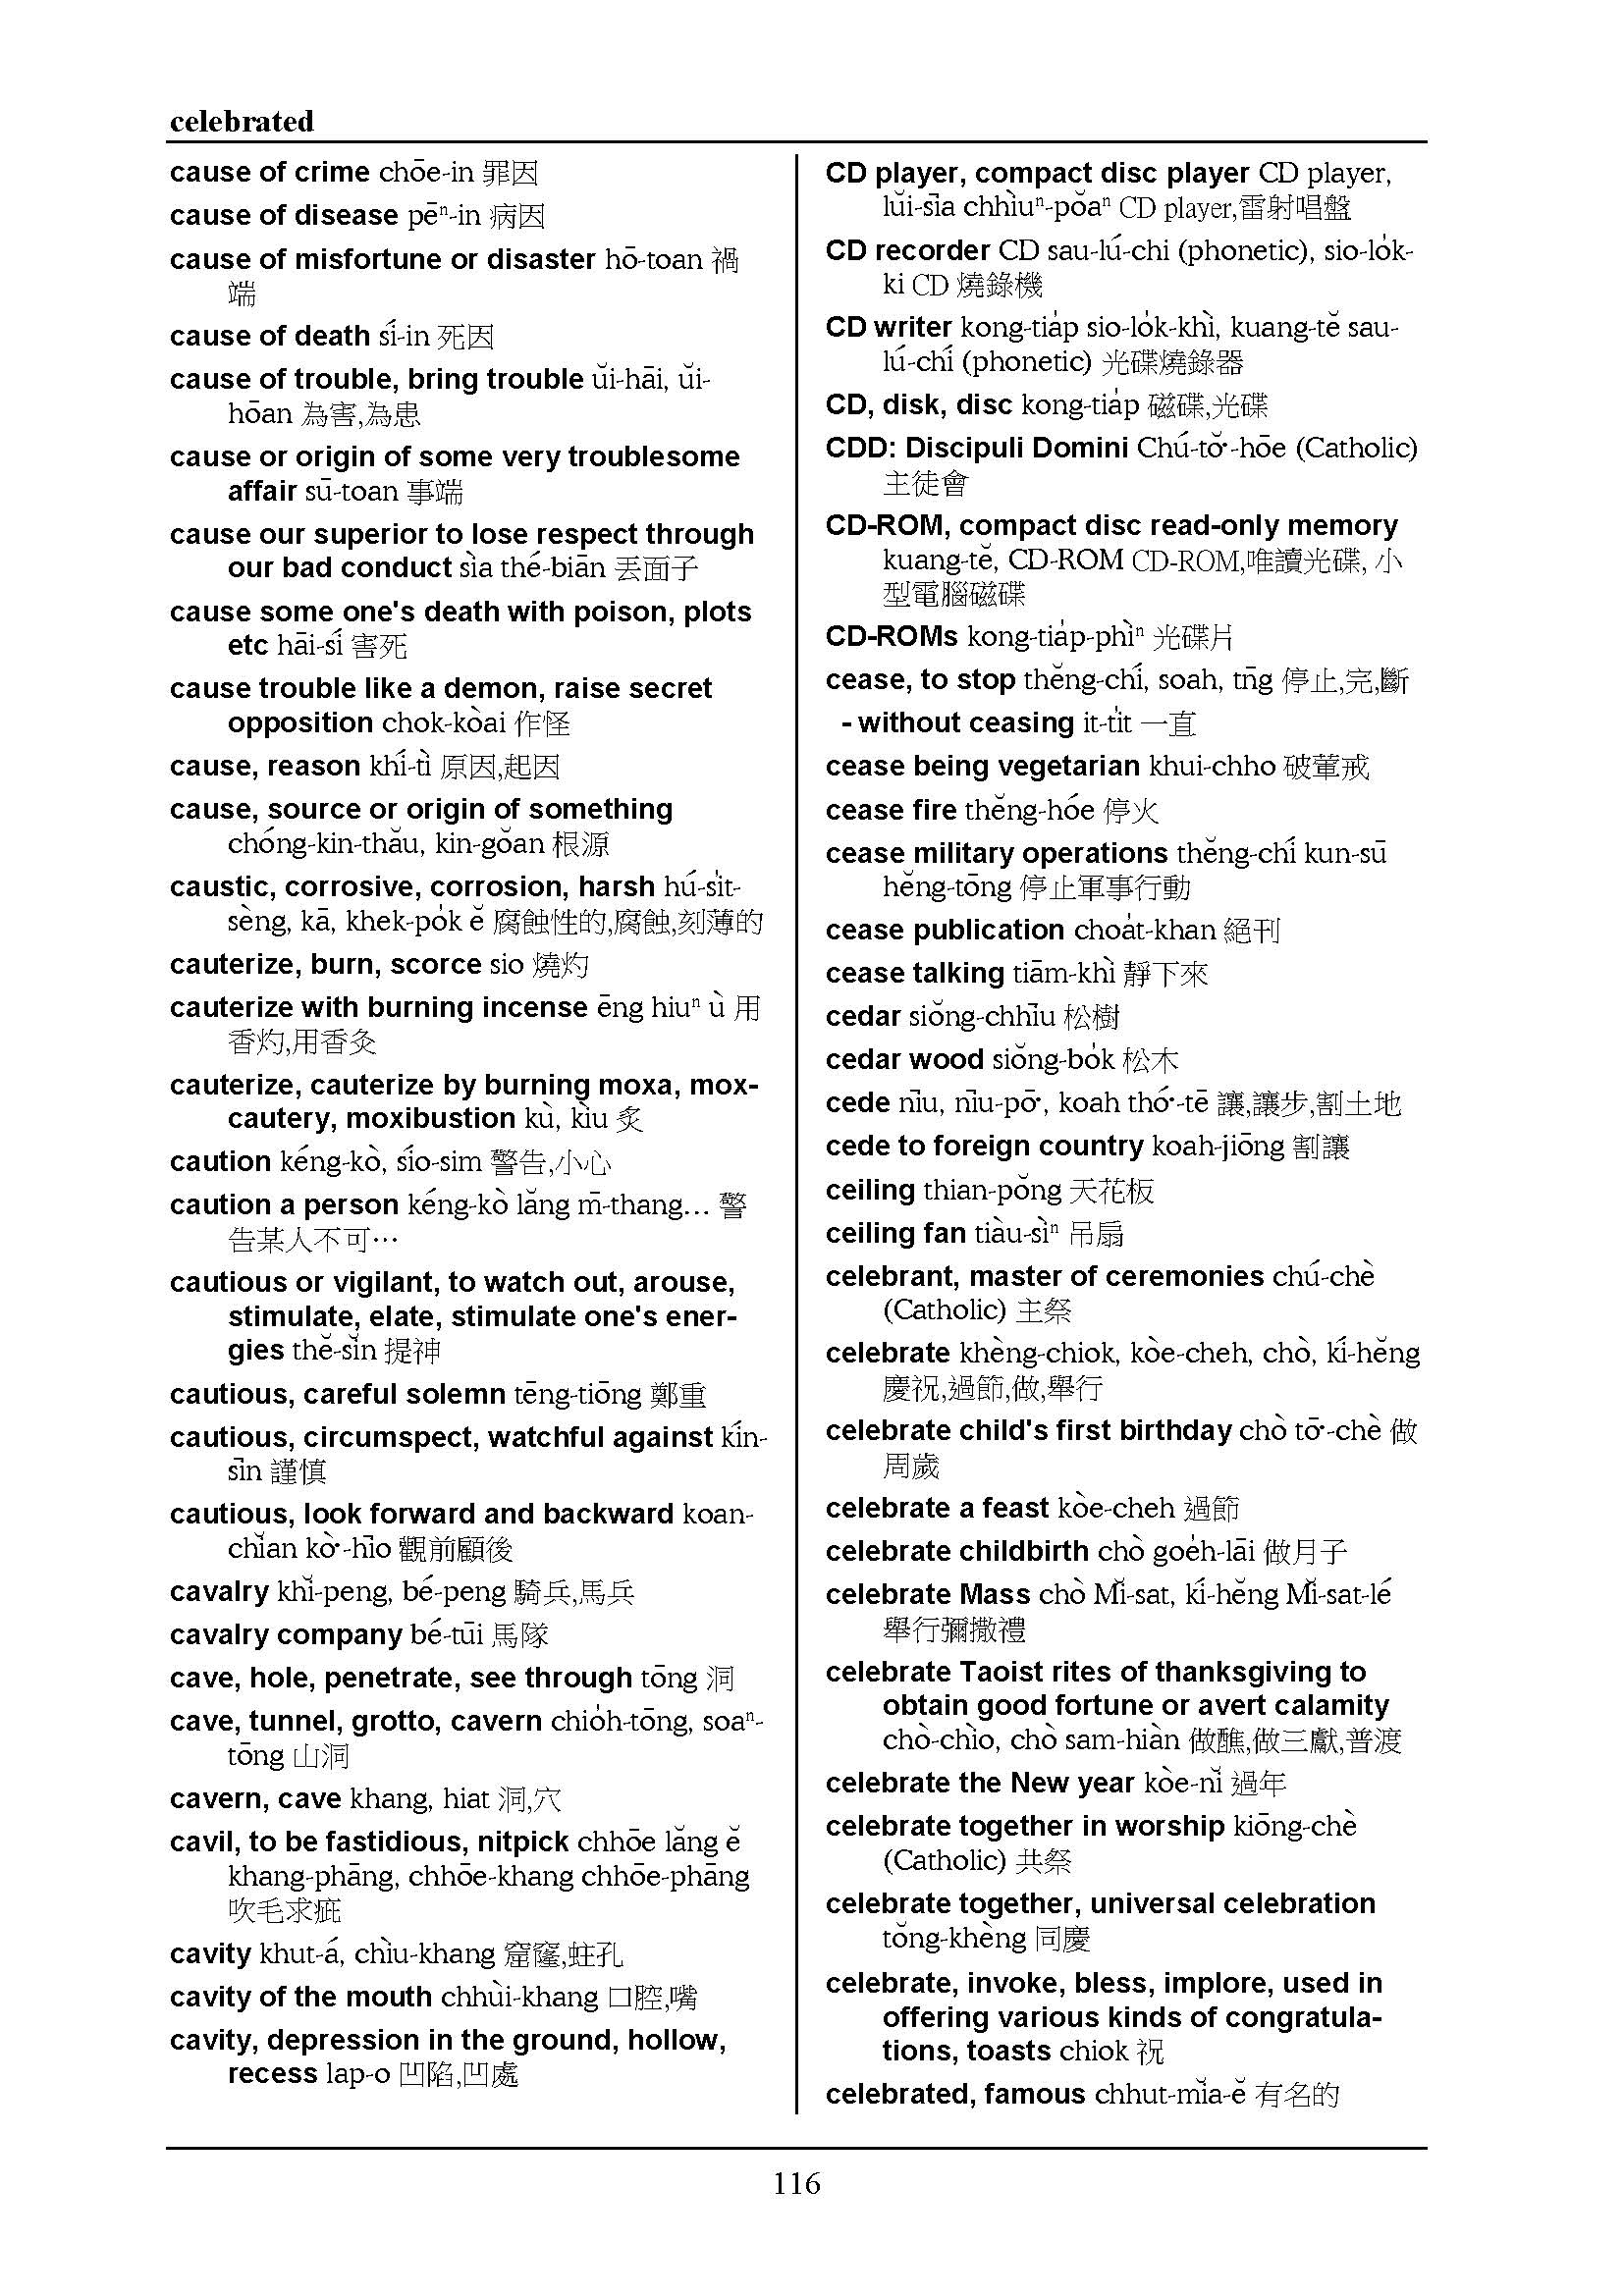 celebrated
cause of crime chōe-in 罪因
cause of disease pēⁿ-in 病因
cause of misfortune or disaster hō-toan 禍
端
cause of death sí-in 死因
cause of trouble, bring trouble ŭi-hāi, ŭi-
hōan 為害,為患
cause or origin of some very troublesome
affair sū-toan 事端
cause our superior to lose respect through
our bad conduct sìa thé-biān 丟面子
cause some one's death with poison, plots
etc hāi-sí 害死
cause trouble like a demon, raise secret
opposition chok-kòai 作怪
cause, reason khí-tì 原因,起因
cause, source or origin of something
chóng-kin-thău, kin-gŏan 根源
caustic, corrosive, corrosion, harsh hú-si̍t-
sèng, kā, khek-po̍k ĕ 腐蝕性的,腐蝕,刻薄的
cauterize, burn, scorce sio 燒灼
cauterize with burning incense ēng hiuⁿ ù 用
香灼,用香灸
cauterize, cauterize by burning moxa, mox-
cautery, moxibustion kù, kìu 炙
caution kéng-kò, sío-sim 警告,小心
caution a person kéng-kò lăng m̄-thang… 警
告某人不可…
cautious or vigilant, to watch out, arouse,
stimulate, elate, stimulate one's ener-
gies thĕ-sĭn 提神
cautious, careful solemn tēng-tiōng 鄭重
cautious, circumspect, watchful against kín-
sīn 謹慎
cautious, look forward and backward koan-
chĭan kò͘-hīo 觀前顧後
cavalry khĭ-peng, bé-peng 騎兵,馬兵
cavalry company bé-tūi 馬隊
cave, hole, penetrate, see through tōng 洞
cave, tunnel, grotto, cavern chio̍h-tōng, soaⁿ-
tōng 山洞
cavern, cave khang, hiat 洞,穴
cavil, to be fastidious, nitpick chhōe lăng ĕ
khang-phāng, chhōe-khang chhōe-phāng
吹毛求疵
cavity khut-á, chìu-khang 窟窿,蛀孔
cavity of the mouth chhùi-khang 口腔,嘴
cavity, depression in the ground, hollow,
recess lap-o 凹陷,凹處
CD player, compact disc player CD player,
lŭi-sīa chhìuⁿ-pŏaⁿ CD player,雷射唱盤
CD recorder CD sau-lú-chi (phonetic), sio-lo̍k-
ki CD 燒錄機
CD writer kong-tia̍p sio-lo̍k-khì, kuang-tĕ sau-
lú-chí (phonetic) 光碟燒錄器
CD, disk, disc kong-tia̍p 磁碟,光碟
CDD: Discipuli Domini Chú-tŏ͘-hōe (Catholic)
主徒會
CD-ROM, compact disc read-only memory
kuang-tĕ, CD-ROM CD-ROM,唯讀光碟, 小
型電腦磁碟
CD-ROMs kong-tia̍p-phìⁿ 光碟片
cease, to stop thĕng-chí, soah, tn̄g 停止,完,斷
- without ceasing it-ti̍t 一直
cease being vegetarian khui-chho 破葷戒
cease fire thĕng-hóe 停火
cease military operations thĕng-chí kun-sū
hĕng-tōng 停止軍事行動
cease publication choa̍t-khan 絕刊
cease talking tiām-khì 靜下來
cedar siŏng-chhīu 松樹
cedar wood siŏng-bo̍k 松木
cede nīu, nīu-pō͘, koah thó͘-tē 讓,讓步,割土地
cede to foreign country koah-jiōng 割讓
ceiling thian-pŏng 天花板
ceiling fan tiàu-sìⁿ 吊扇
celebrant, master of ceremonies chú-chè
(Catholic) 主祭
celebrate khèng-chiok, kòe-cheh, chò, kí-hĕng
慶祝,過節,做,舉行
celebrate child's first birthday chò tō͘-chè 做
周歲
celebrate a feast kòe-cheh 過節
celebrate childbirth chò goe̍h-lāi 做月子
celebrate Mass chò Mĭ-sat, kí-hĕng Mĭ-sat-lé
舉行彌撒禮
celebrate Taoist rites of thanksgiving to
obtain good fortune or avert calamity
chò-chìo, chò sam-hiàn 做醮,做三獻,普渡
celebrate the New year kòe-nĭ 過年
celebrate together in worship kiōng-chè
(Catholic) 共祭
celebrate together, universal celebration
tŏng-khèng 同慶
celebrate, invoke, bless, implore, used in
offering various kinds of congratula-
tions, toasts chiok 祝
celebrated, famous chhut-mĭa-ĕ 有名的
116